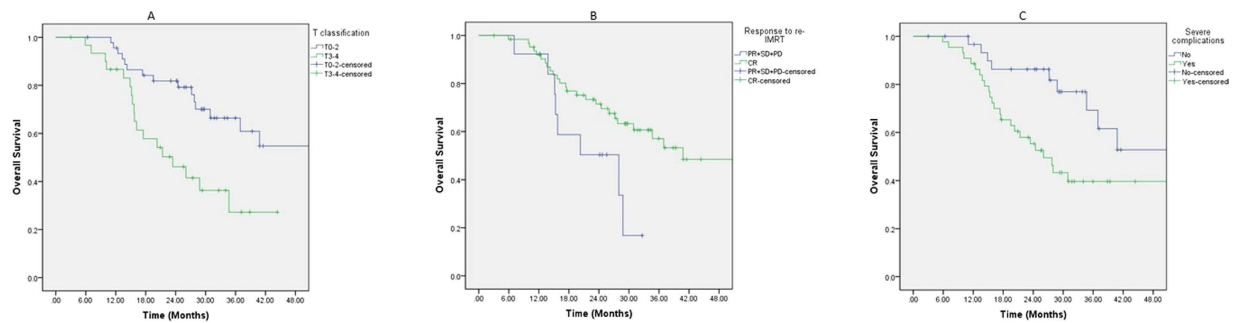 A
Overall Survival
1.0
0.8
0.6
0.4
0.2
0.0
.00 6.00 12.00 18.00 24.00 30.00 36.00 42.00 48.00
Time (Months)
T classification
T0-2
T3-4
T0-2-censored
T3-4-censored
B
Overall Survival
1.0
0.8
0.6
0.4
0.2
0.0
.00 6.00 12.00 18.00 24.00 30.00 36.00 42.00 48.00
Time (Months)
Response to re-
IMRT
PR+SD+PD
CR
PR+SD+PD-censored
CR-censored
C
Overall Survival
1.0
0.8
0.6
0.4
0.2
0.0
.00 6.00 12.00 18.00 24.00 30.00 36.00 42.00 48.00
Time (Months)
Severe
complications
No
Yes
No-censored
Yes-censored